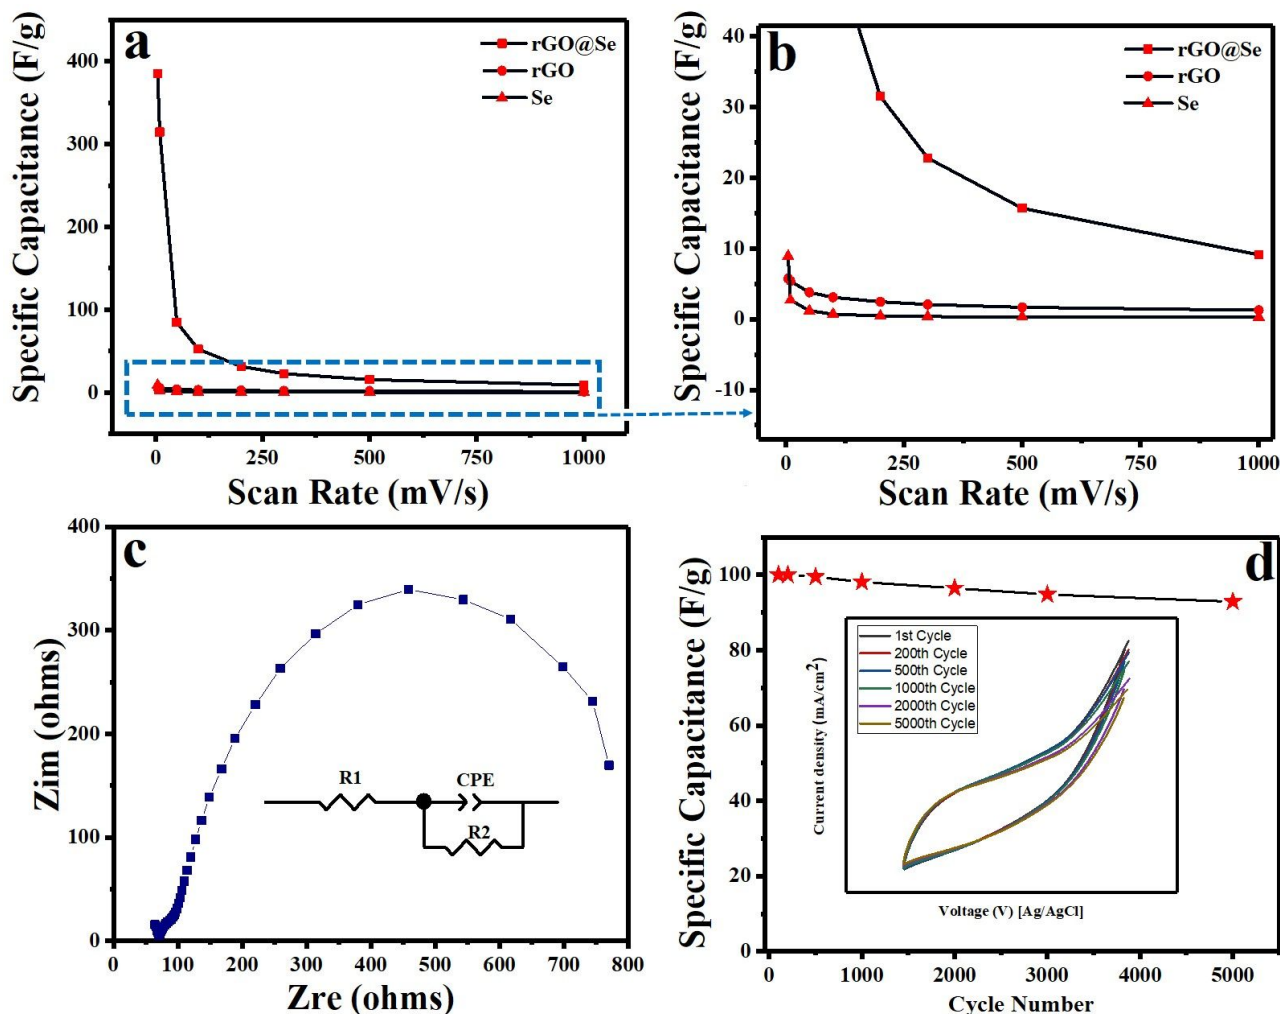 a
rGO@Se
rGO
Se
400
300
200
100
0
0 250 500 750 1000
Specific Capacitance (F/g)
Scan Rate (mV/s)
b
rGO@Se
rGO
Se
40
30
20
10
0
-10
0 250 500 750 1000
Specific Capacitance (F/g)
Scan Rate (mV/s)
c
400
300
200
100
0
0 100 200 300 400 500 600 700 800
Zim (ohms)
Zre (ohms)
R1
CPE
R2
d
100
80
60
40
20
0
0 1000 2000 3000 4000 5000
Specific Capacitance (F/g)
Cycle Number
1st Cycle
200th Cycle
500th Cycle
1000th Cycle
2000th Cycle
5000th Cycle
Current density (mA/cm²)
Voltage (V) [Ag/AgCl]